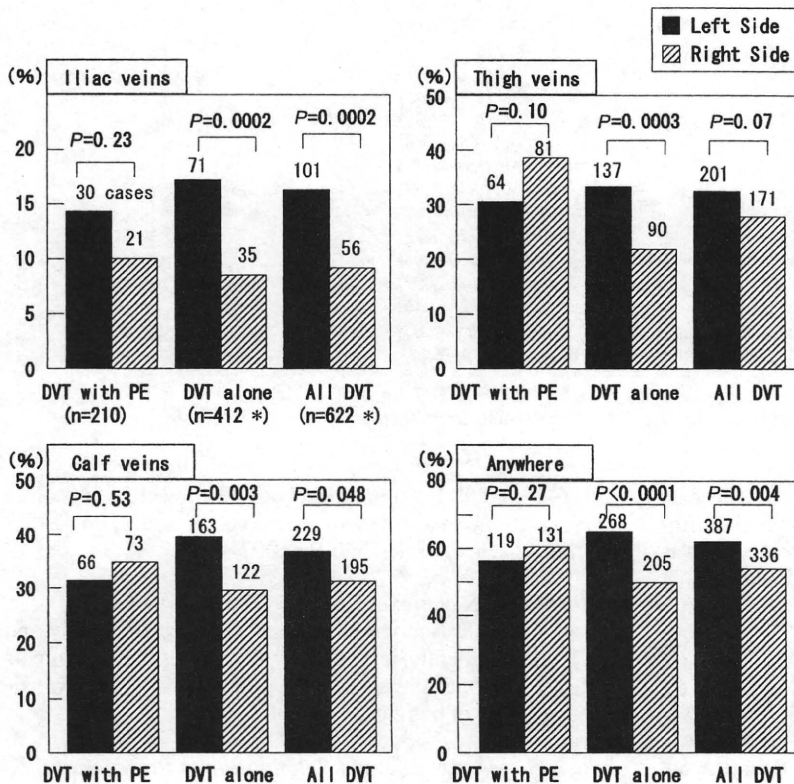 Left Side
Right Side
(%)
Iliac veins
P=0.23
P=0.0002
P=0.0002
30 cases
21
71
35
101
56
20
15
10
5
0
DVT with PE
DVT alone
All DVT
(n=210)
(n=412 *)
(n=622 *)
(%)
Thigh veins
P=0.10
P=0.0003
P=0.07
64
81
137
90
201
171
50
40
30
20
10
0
DVT with PE
DVT alone
All DVT
(%)
Calf veins
P=0.53
P=0.003
P=0.048
66
73
163
122
229
195
50
40
30
20
10
0
DVT with PE
DVT alone
All DVT
(%)
Anywhere
P=0.27
P<0.0001
P=0.004
119
131
268
205
387
336
80
60
40
20
0
DVT with PE
DVT alone
All DVT